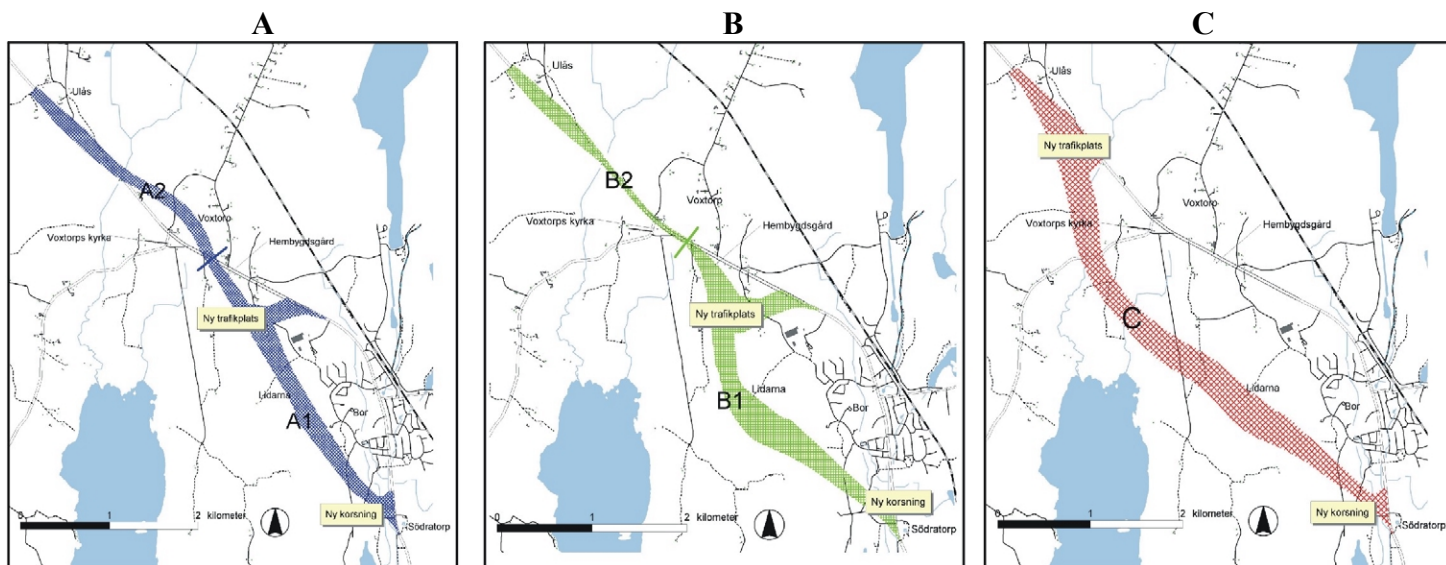 A
Ulås
A2
Voxtorp
Voxtorps kyrka
Hembygdsgård
Ny trafikplats
Lidarna
A1
Bor
Ny korsning
0 1 2 kilometer
Södratorp
B
Ulås
B2
Voxtorp
Voxtorps kyrka
Hembygdsgård
Ny trafikplats
Lidarna
B1
Bor
Ny korsning
0 1 2 kilometer
Södratorp
C
Ulås
Ny trafikplats
Voxtorp
Voxtorps kyrka
Hembygdsgård
C
Lidarna
Bor
Ny korsning
0 1 2 kilometer
Södratorp